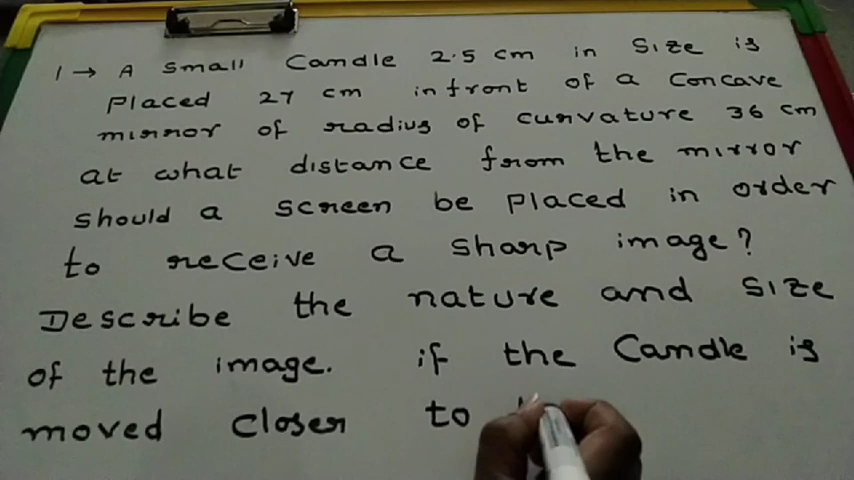 1 → A small Candle 2.5 cm in Size is
Placed 27 cm infront of a Concave
mirror of radius of curvature 36 cm
at what distance from the mirror
should a screen be placed in order
to receive a sharp image?
Describe the nature and size
of the image. if the Candle is
moved closer to